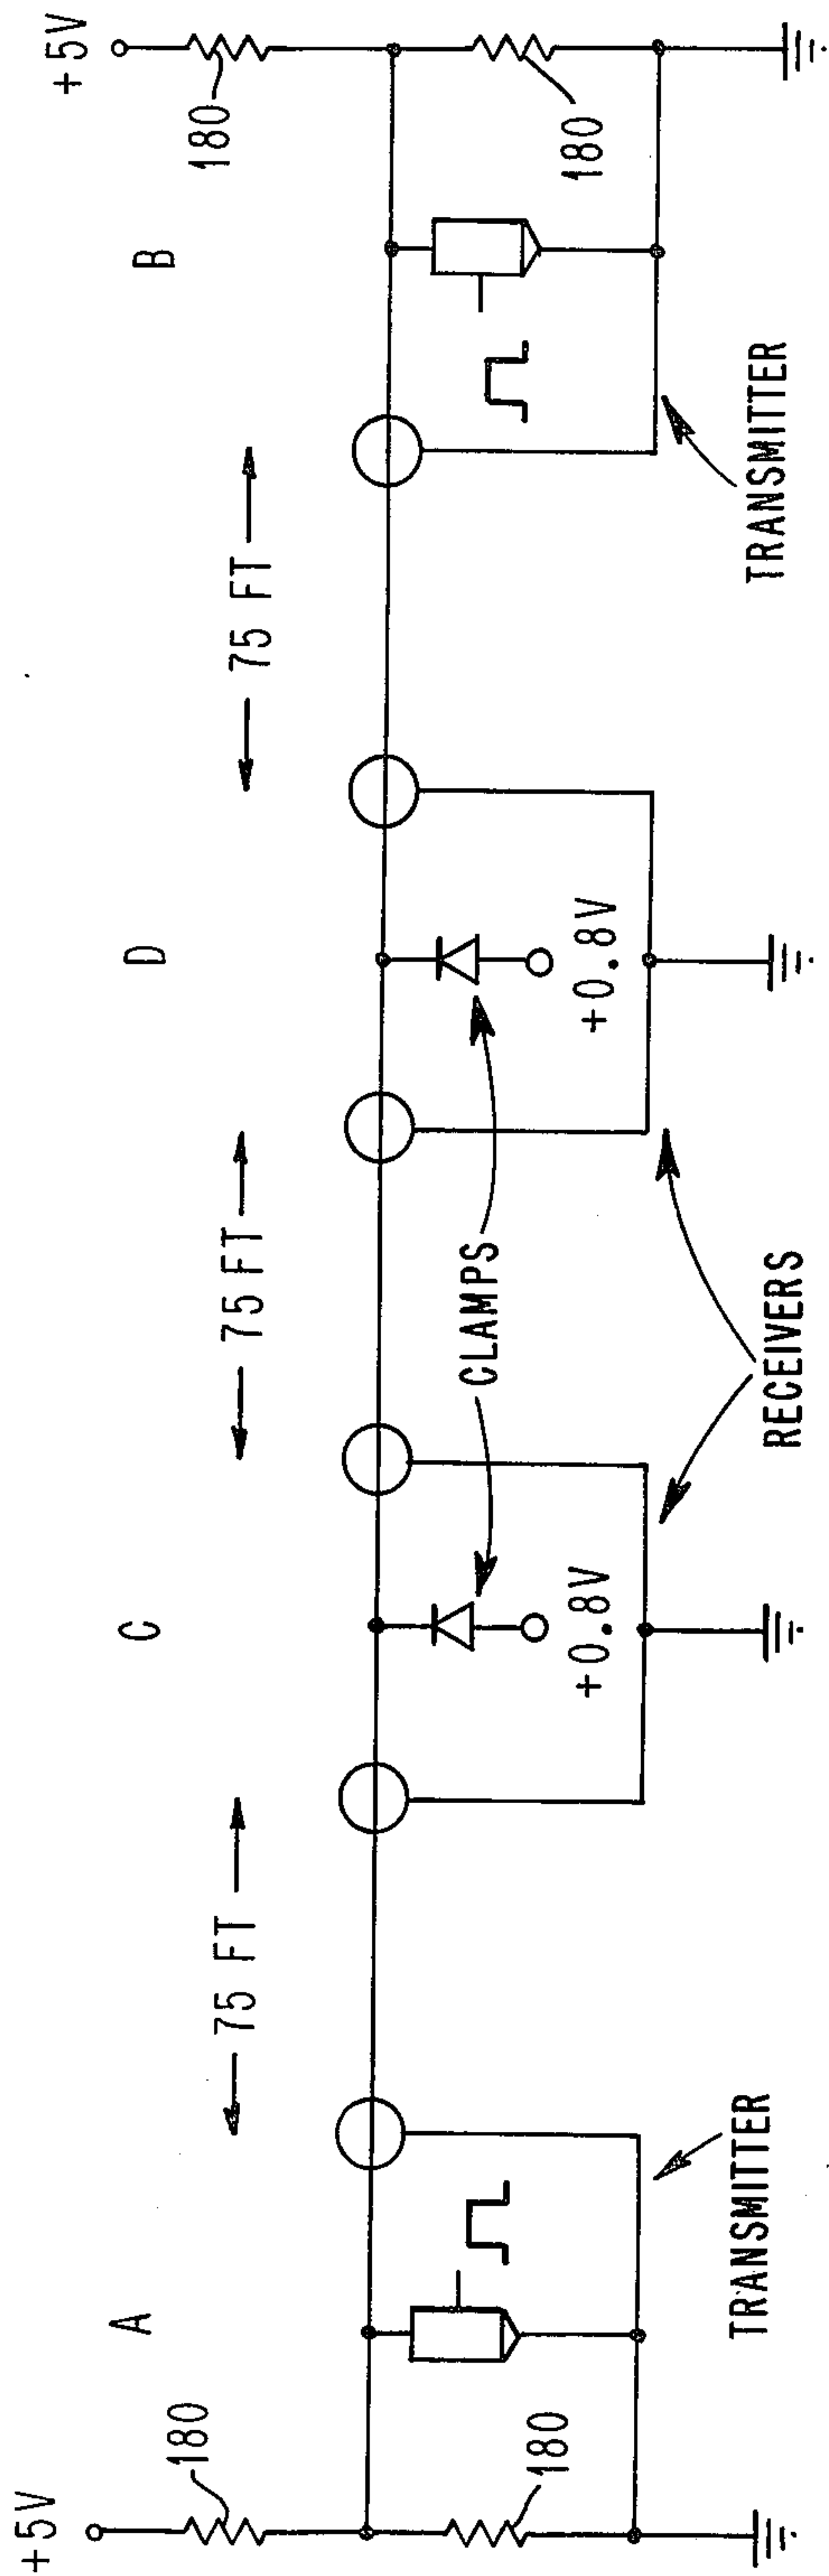 +5V
A
C
D
B
+5V
180
180
75 FT
75 FT
75 FT
CLAMPS
180
+0.8V
+0.8V
180
TRANSMITTER
RECEIVERS
TRANSMITTER